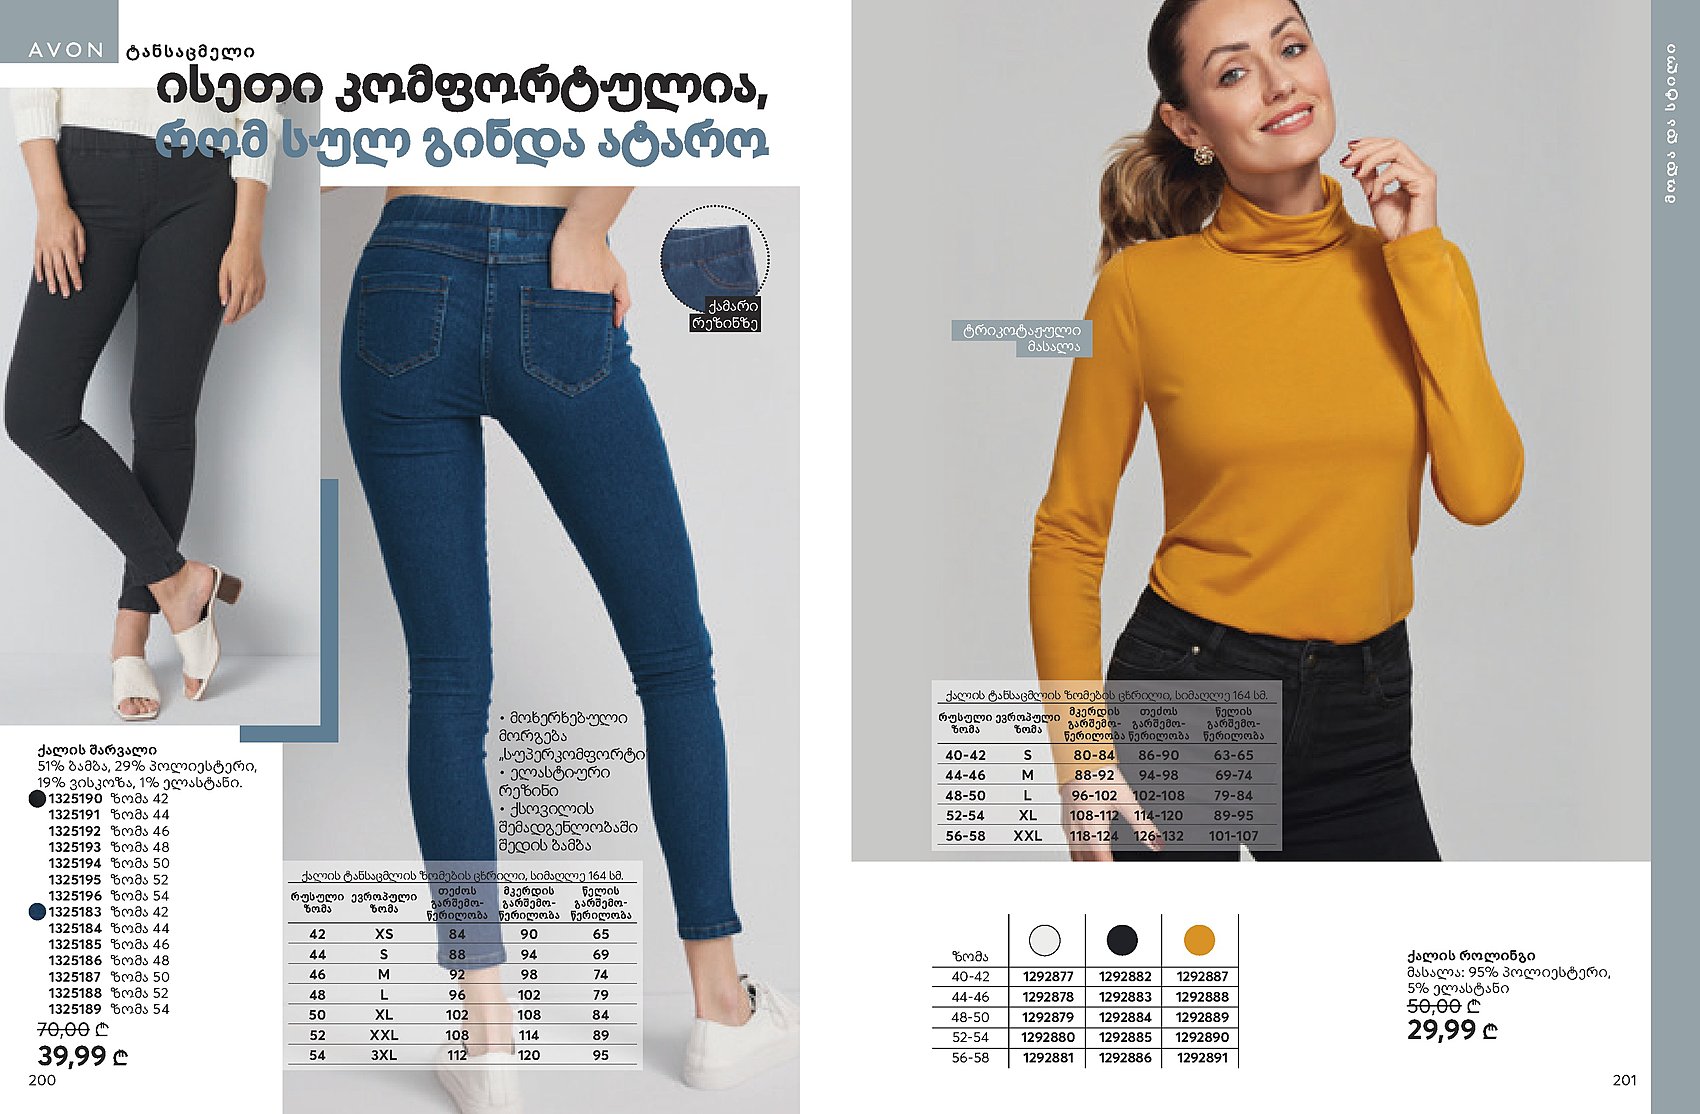 AVON
ტანსაცმელი
ისეთი კომფორტულია,
რომ სულ გინდა ატარო
ქამარი
რეზინზე
• მოხერხებული
მორგება
„სუპერკომფორტი“
• ელასტიური
რეზინი
• ქსოვილის
შემადგენლობაში
შედის ბამბა
ქალის შარვალი
51% ბამბა, 29% პოლიესტერი,
19% ვისკოზა, 1% ელასტანი.
1325190 ზომა 42
1325191 ზომა 44
1325192 ზომა 46
1325193 ზომა 48
1325194 ზომა 50
1325195 ზომა 52
1325196 ზომა 54
1325183 ზომა 42
1325184 ზომა 44
1325185 ზომა 46
1325186 ზომა 48
1325187 ზომა 50
1325188 ზომა 52
1325189 ზომა 54
70,00 ₾
39,99 ₾
200
ქალის ტანსაცმლის ზომების ცხრილი, სიმაღლე 164 სმ.
რუსული ზომა ევროპული ზომა თეძოს გარშემო-წერილობა მკერდის გარშემო-წერილობა წელის გარშემო-წერილობა
42 XS 84 90 65
44 S 88 94 69
46 M 92 98 74
48 L 96 102 79
50 XL 102 108 84
52 XXL 108 114 89
54 3XL 112 120 95
მოდა და სტილი
ტრიკოტაჟული
მასალა
ქალის ტანსაცმლის ზომების ცხრილი, სიმაღლე 164 სმ.
რუსული ზომა ევროპული ზომა მკერდის გარშემო-წერილობა თეძოს გარშემო-წერილობა წელის გარშემო-წერილობა
40-42 S 80-84 86-90 63-65
44-46 M 88-92 94-98 69-74
48-50 L 96-102 102-108 79-84
52-54 XL 108-112 114-120 89-95
56-58 XXL 118-124 126-132 101-107
ზომა
40-42 1292877 1292882 1292887
44-46 1292878 1292883 1292888
48-50 1292879 1292884 1292889
52-54 1292880 1292885 1292890
56-58 1292881 1292886 1292891
ქალის როლინგი
მასალა: 95% პოლიესტერი,
5% ელასტანი
50,00 ₾
29,99 ₾
201